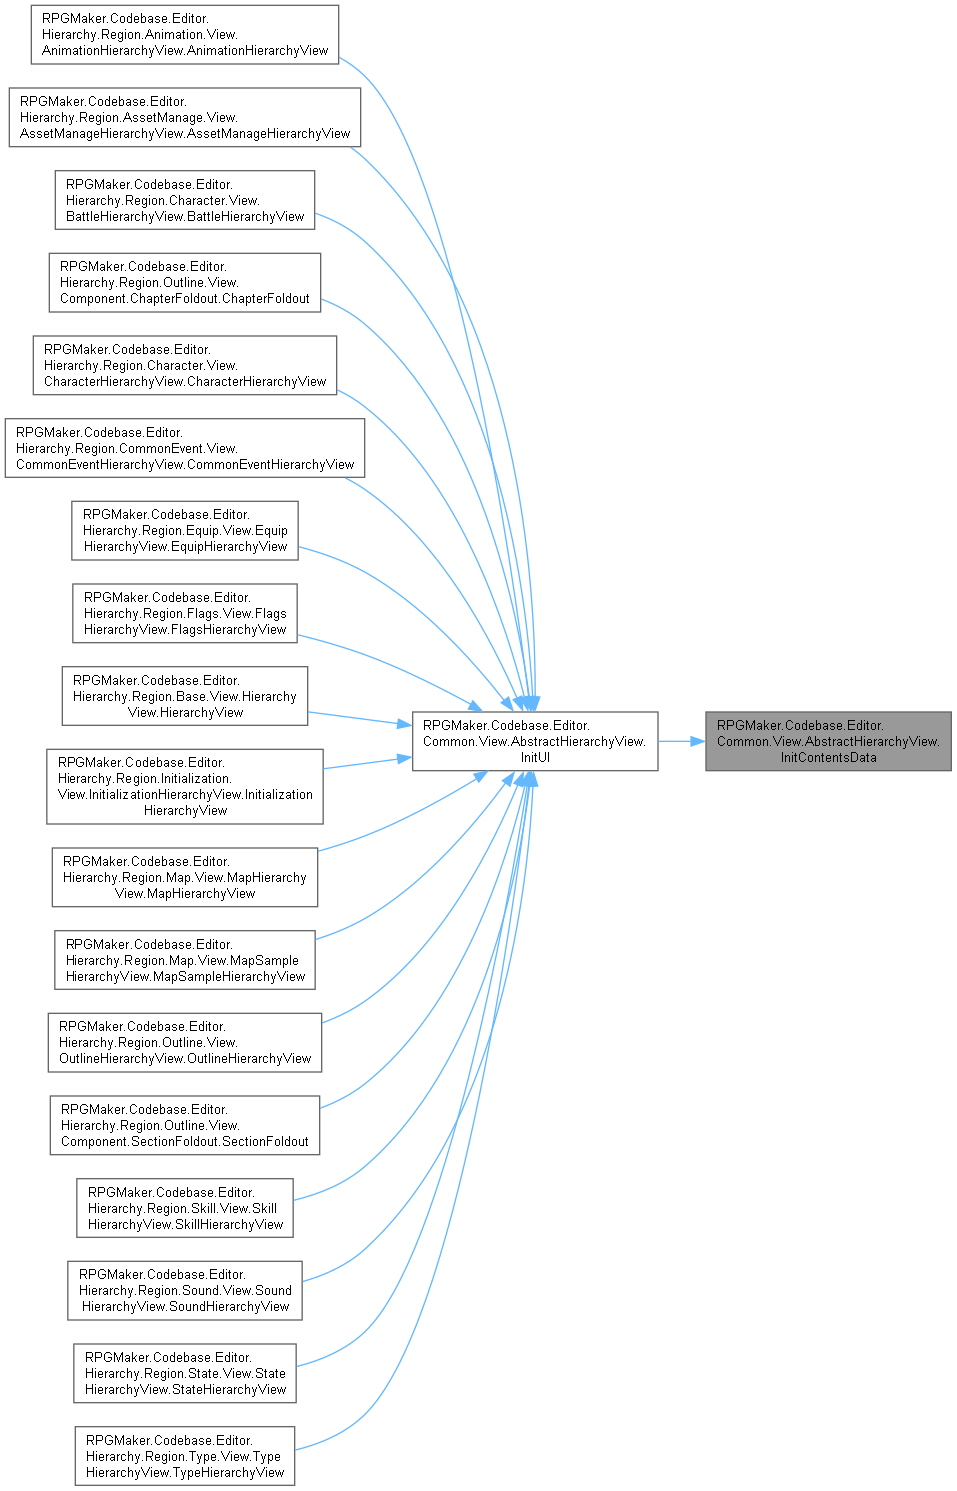 RPGMaker.Codebase.Editor.
Hierarchy.Region.Animation.View.
AnimationHierarchyView.AnimationHierarchyView
RPGMaker.Codebase.Editor.
Hierarchy.Region.AssetManage.View.
AssetManageHierarchyView.AssetManageHierarchyView
RPGMaker.Codebase.Editor.
Hierarchy.Region.Character.View.
BattleHierarchyView.BattleHierarchyView
RPGMaker.Codebase.Editor.
Hierarchy.Region.Outline.View.
Component.ChapterFoldout.ChapterFoldout
RPGMaker.Codebase.Editor.
Hierarchy.Region.Character.View.
CharacterHierarchyView.CharacterHierarchyView
RPGMaker.Codebase.Editor.
Hierarchy.Region.CommonEvent.View.
CommonEventHierarchyView.CommonEventHierarchyView
RPGMaker.Codebase.Editor.
Hierarchy.Region.Equip.View.Equip
HierarchyView.EquipHierarchyView
RPGMaker.Codebase.Editor.
Hierarchy.Region.Flags.View.Flags
HierarchyView.FlagsHierarchyView
RPGMaker.Codebase.Editor.
Hierarchy.Region.Base.View.Hierarchy
View.HierarchyView
RPGMaker.Codebase.Editor.
Hierarchy.Region.Initialization.
View.InitializationHierarchyView.Initialization
HierarchyView
RPGMaker.Codebase.Editor.
Hierarchy.Region.Map.View.MapHierarchy
View.MapHierarchyView
RPGMaker.Codebase.Editor.
Hierarchy.Region.Map.View.MapSample
HierarchyView.MapSampleHierarchyView
RPGMaker.Codebase.Editor.
Hierarchy.Region.Outline.View.
OutlineHierarchyView.OutlineHierarchyView
RPGMaker.Codebase.Editor.
Hierarchy.Region.Outline.View.
Component.SectionFoldout.SectionFoldout
RPGMaker.Codebase.Editor.
Hierarchy.Region.Skill.View.Skill
HierarchyView.SkillHierarchyView
RPGMaker.Codebase.Editor.
Hierarchy.Region.Sound.View.Sound
HierarchyView.SoundHierarchyView
RPGMaker.Codebase.Editor.
Hierarchy.Region.State.View.State
HierarchyView.StateHierarchyView
RPGMaker.Codebase.Editor.
Hierarchy.Region.Type.View.Type
HierarchyView.TypeHierarchyView
RPGMaker.Codebase.Editor.
Common.View.AbstractHierarchyView.
InitUI
RPGMaker.Codebase.Editor.
Common.View.AbstractHierarchyView.
InitContentsData